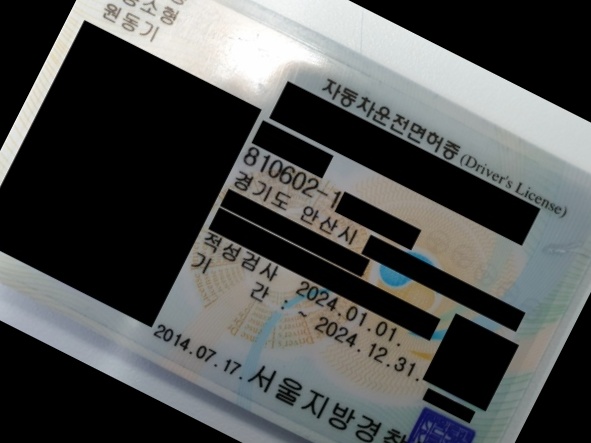 원동기
자동차운전면허증 (Driver's License)
810602-1
경기도 안산시
적성검사
기 간 : 2024.01.01.
~ 2024.12.31.
2014.07.17. 서울지방경찰